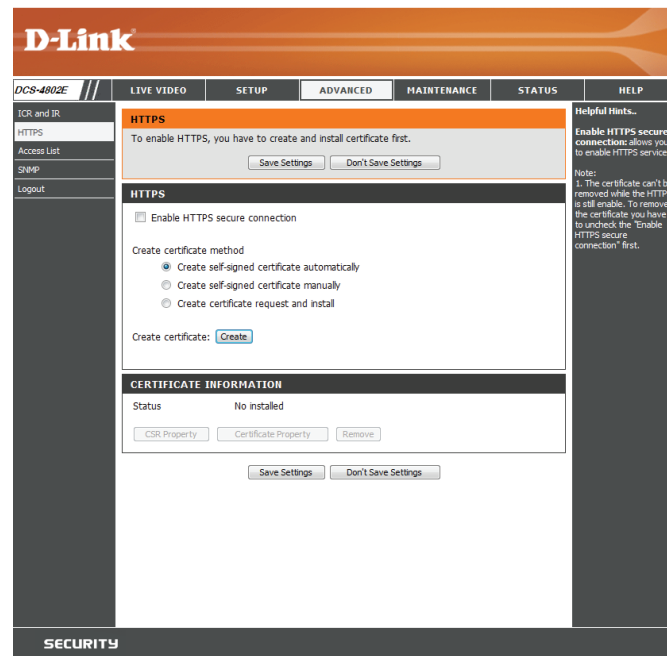 D-Link
DCS-4802E
LIVE VIDEO
SETUP
ADVANCED
MAINTENANCE
STATUS
HELP
ICR and IR
HTTPS
Access List
SNMP
Logout
HTTPS
To enable HTTPS, you have to create and install certificate first.
Save Settings
Don't Save Settings
HTTPS
Enable HTTPS secure connection
Create certificate method
Create self-signed certificate automatically
Create self-signed certificate manually
Create certificate request and install
Create certificate:
Create
CERTIFICATE INFORMATION
Status
No installed
CSR Property
Certificate Property
Remove
Save Settings
Don't Save Settings
Helpful Hints..
Enable HTTPS secure
connection: allows you
to enable HTTPS service
Note:
1. The certificate can't b
removed while the HTTP
is still enable. To remove
the certificate you have
to uncheck the "Enable
HTTPS secure
connection" first.
SECURITY